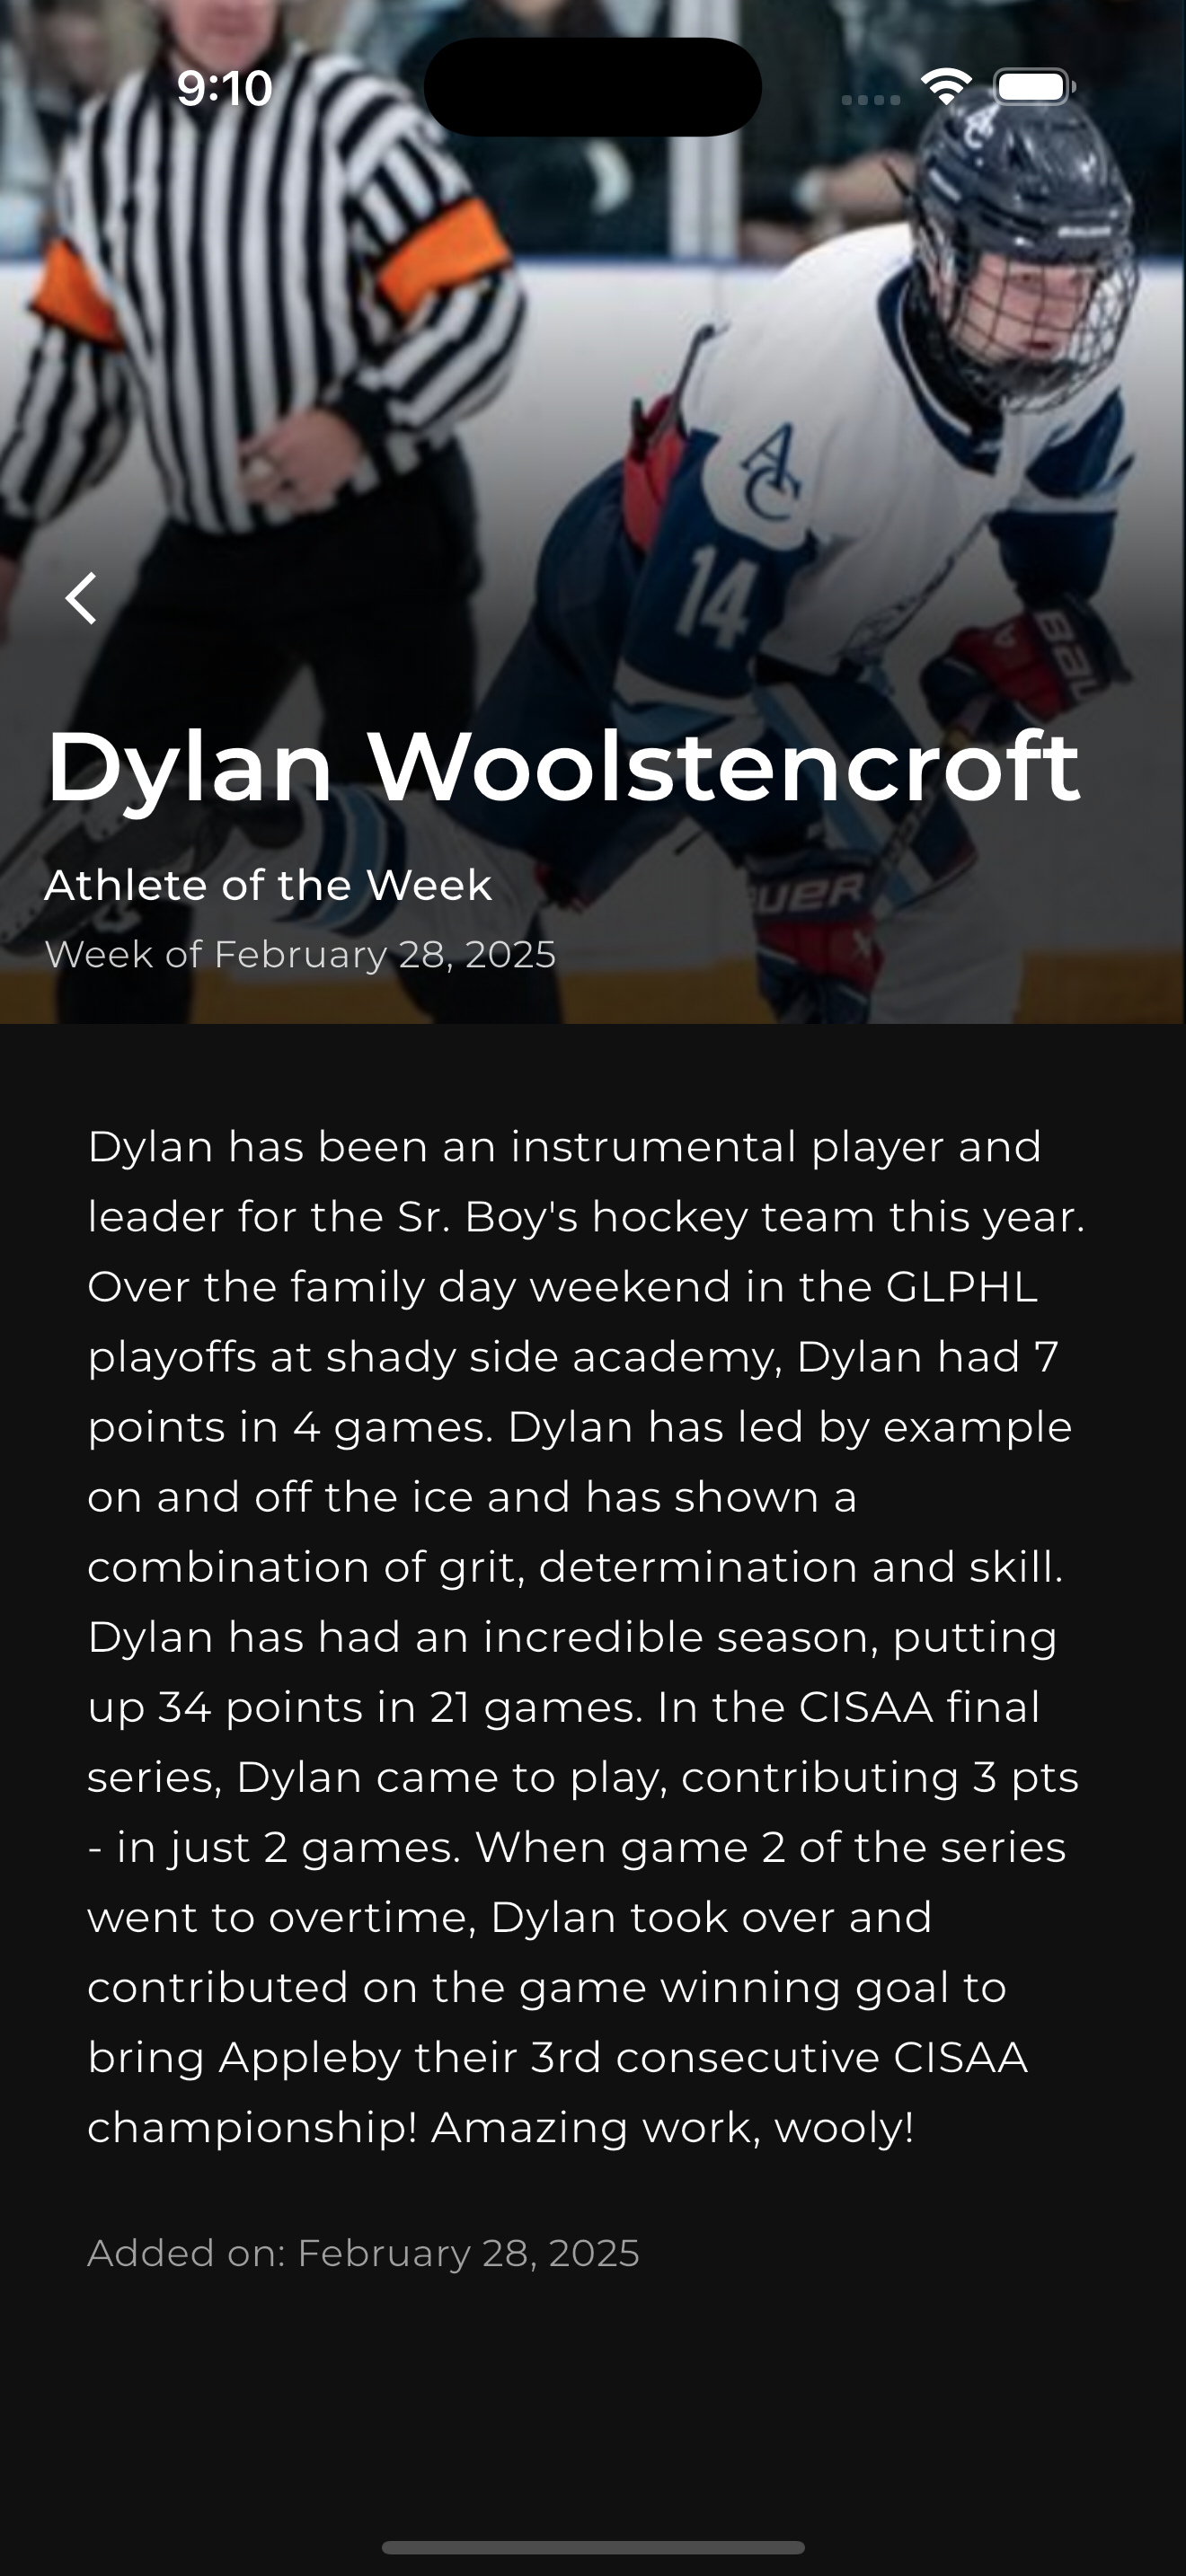 9:10
AC
14
BAU
Dylan Woolstencroft
BAUER
Athlete of the Week
Week of February 28, 2025
Dylan has been an instrumental player and
leader for the Sr. Boy's hockey team this year.
Over the family day weekend in the GLPHL
playoffs at shady side academy, Dylan had 7
points in 4 games. Dylan has led by example
on and off the ice and has shown a
combination of grit, determination and skill.
Dylan has had an incredible season, putting
up 34 points in 21 games. In the CISAA final
series, Dylan came to play, contributing 3 pts
- in just 2 games. When game 2 of the series
went to overtime, Dylan took over and
contributed on the game winning goal to
bring Appleby their 3rd consecutive CISAA
championship! Amazing work, wooly!
Added on: February 28, 2025